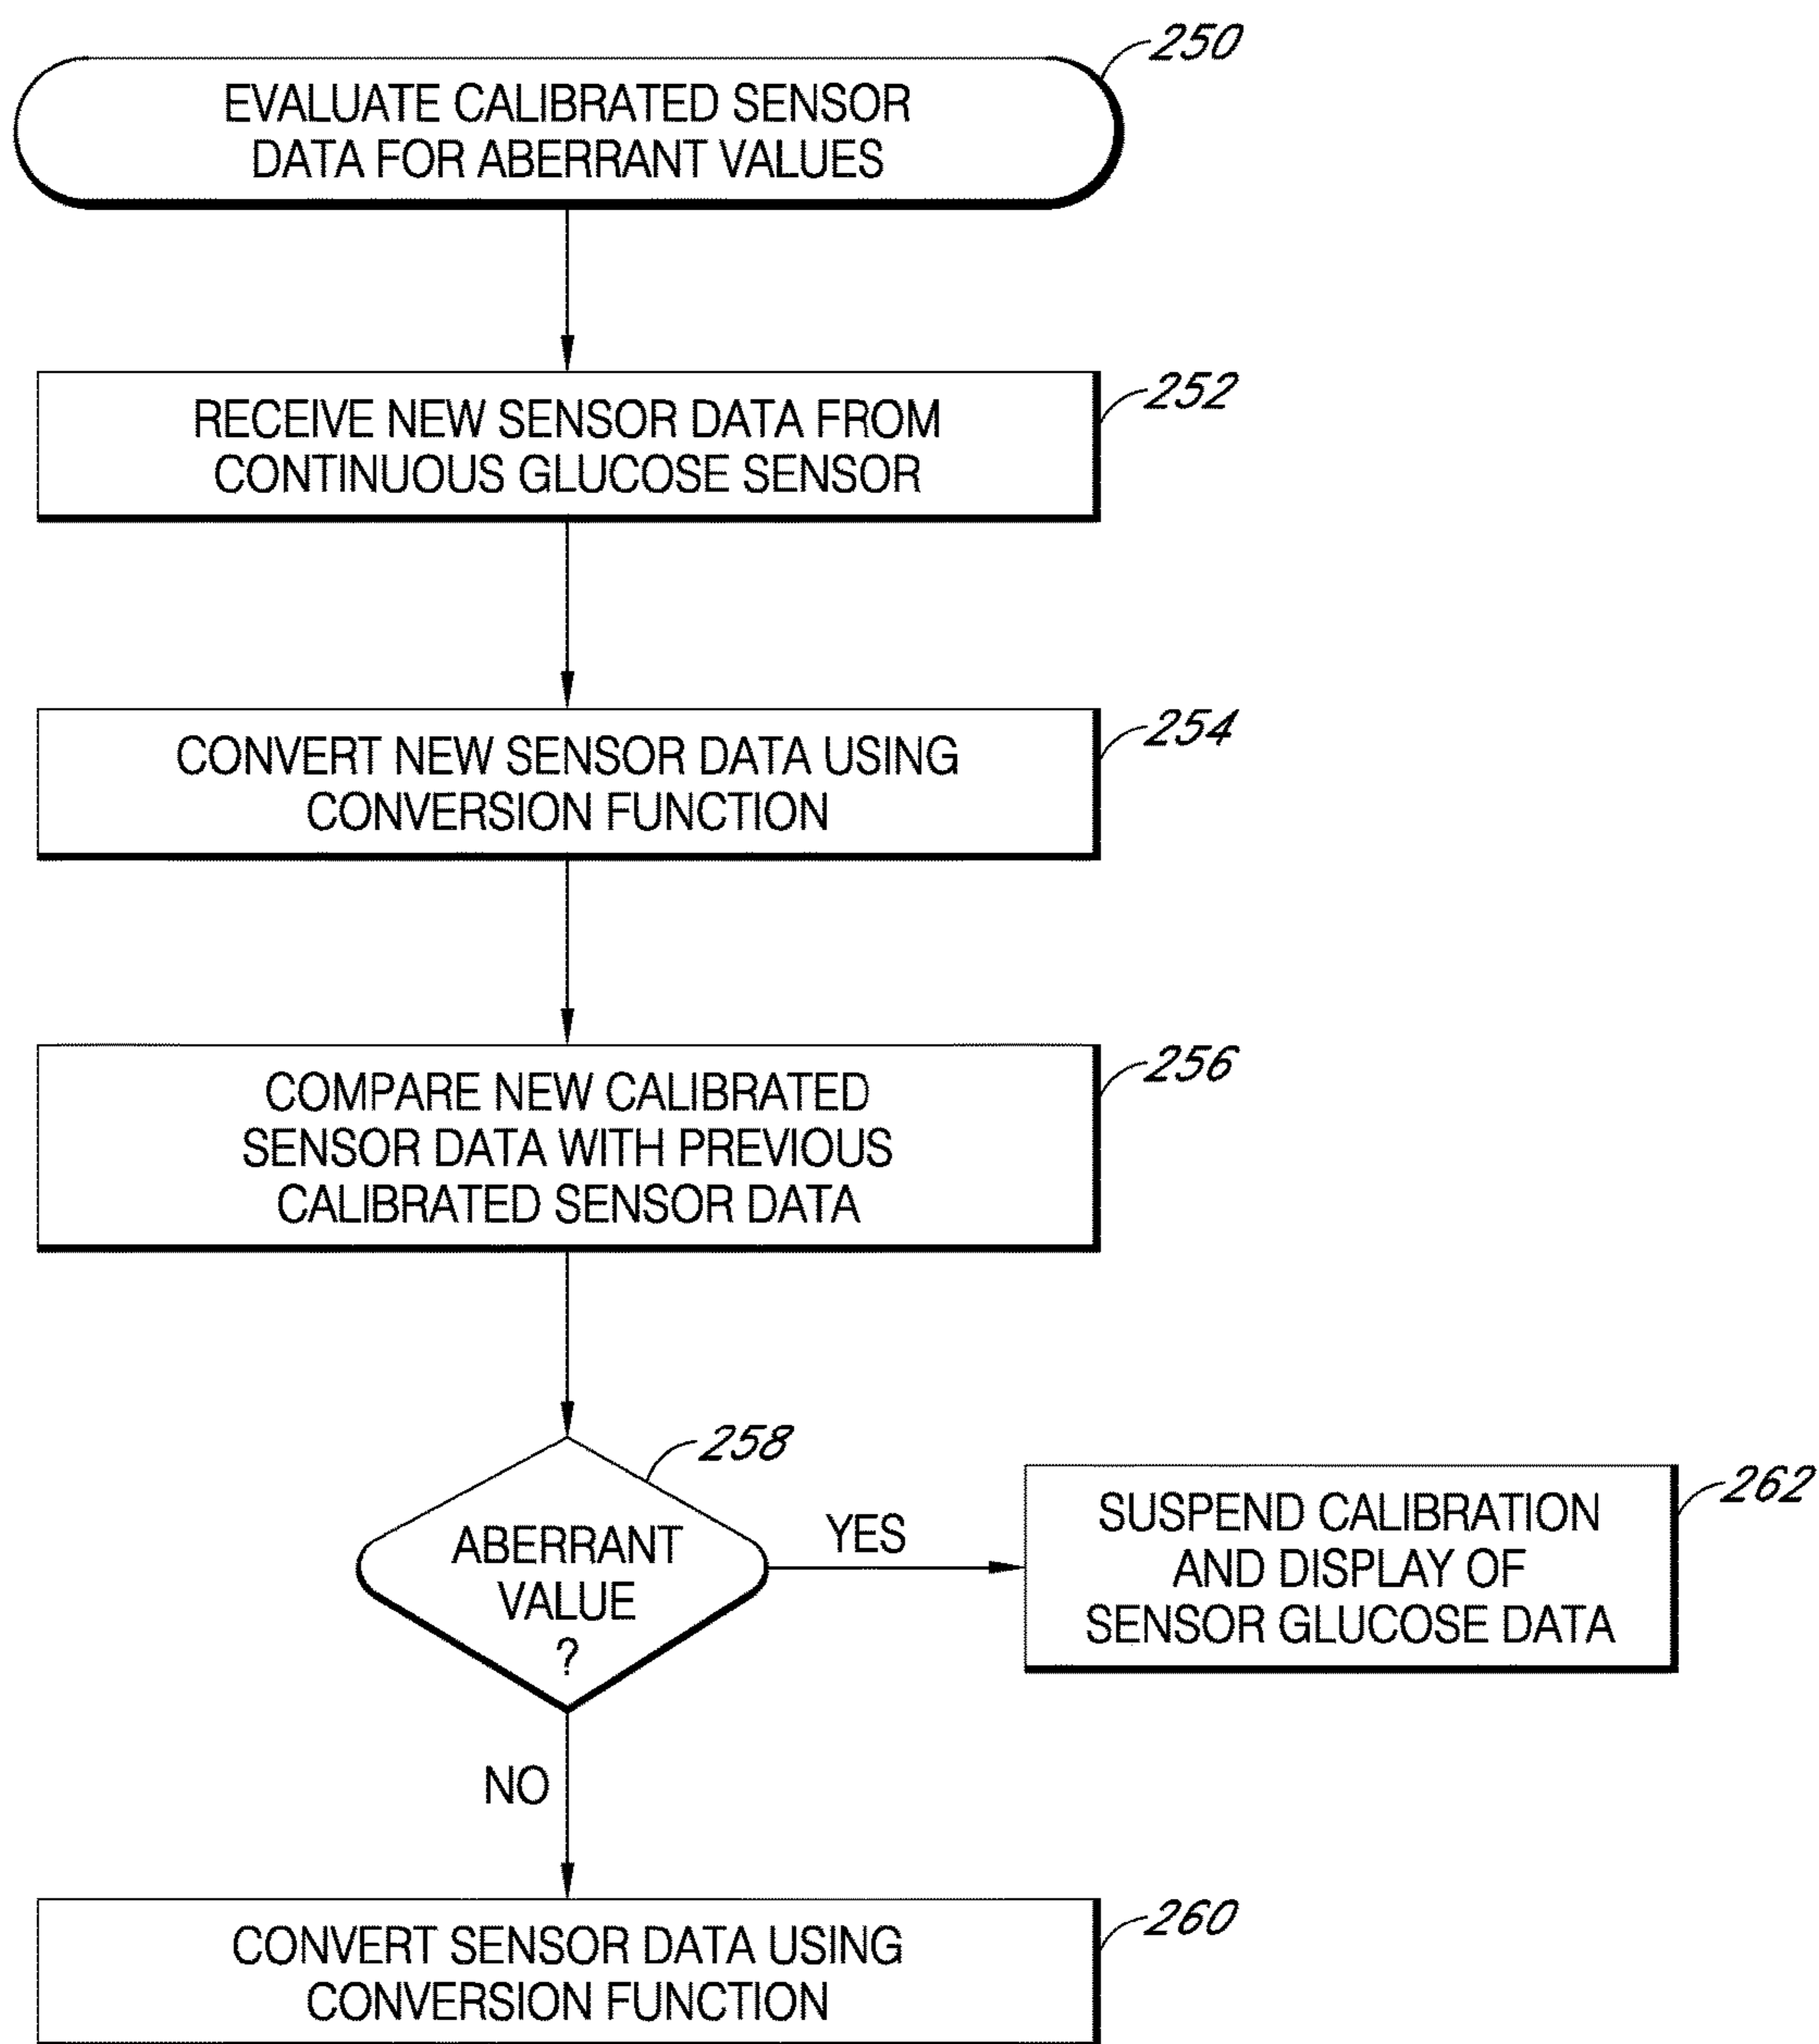 250
EVALUATE CALIBRATED SENSOR
DATA FOR ABERRANT VALUES
252
RECEIVE NEW SENSOR DATA FROM
CONTINUOUS GLUCOSE SENSOR
254
CONVERT NEW SENSOR DATA USING
CONVERSION FUNCTION
256
COMPARE NEW CALIBRATED
SENSOR DATA WITH PREVIOUS
CALIBRATED SENSOR DATA
258
ABERRANT
VALUE
?
YES
262
SUSPEND CALIBRATION
AND DISPLAY OF
SENSOR GLUCOSE DATA
NO
260
CONVERT SENSOR DATA USING
CONVERSION FUNCTION